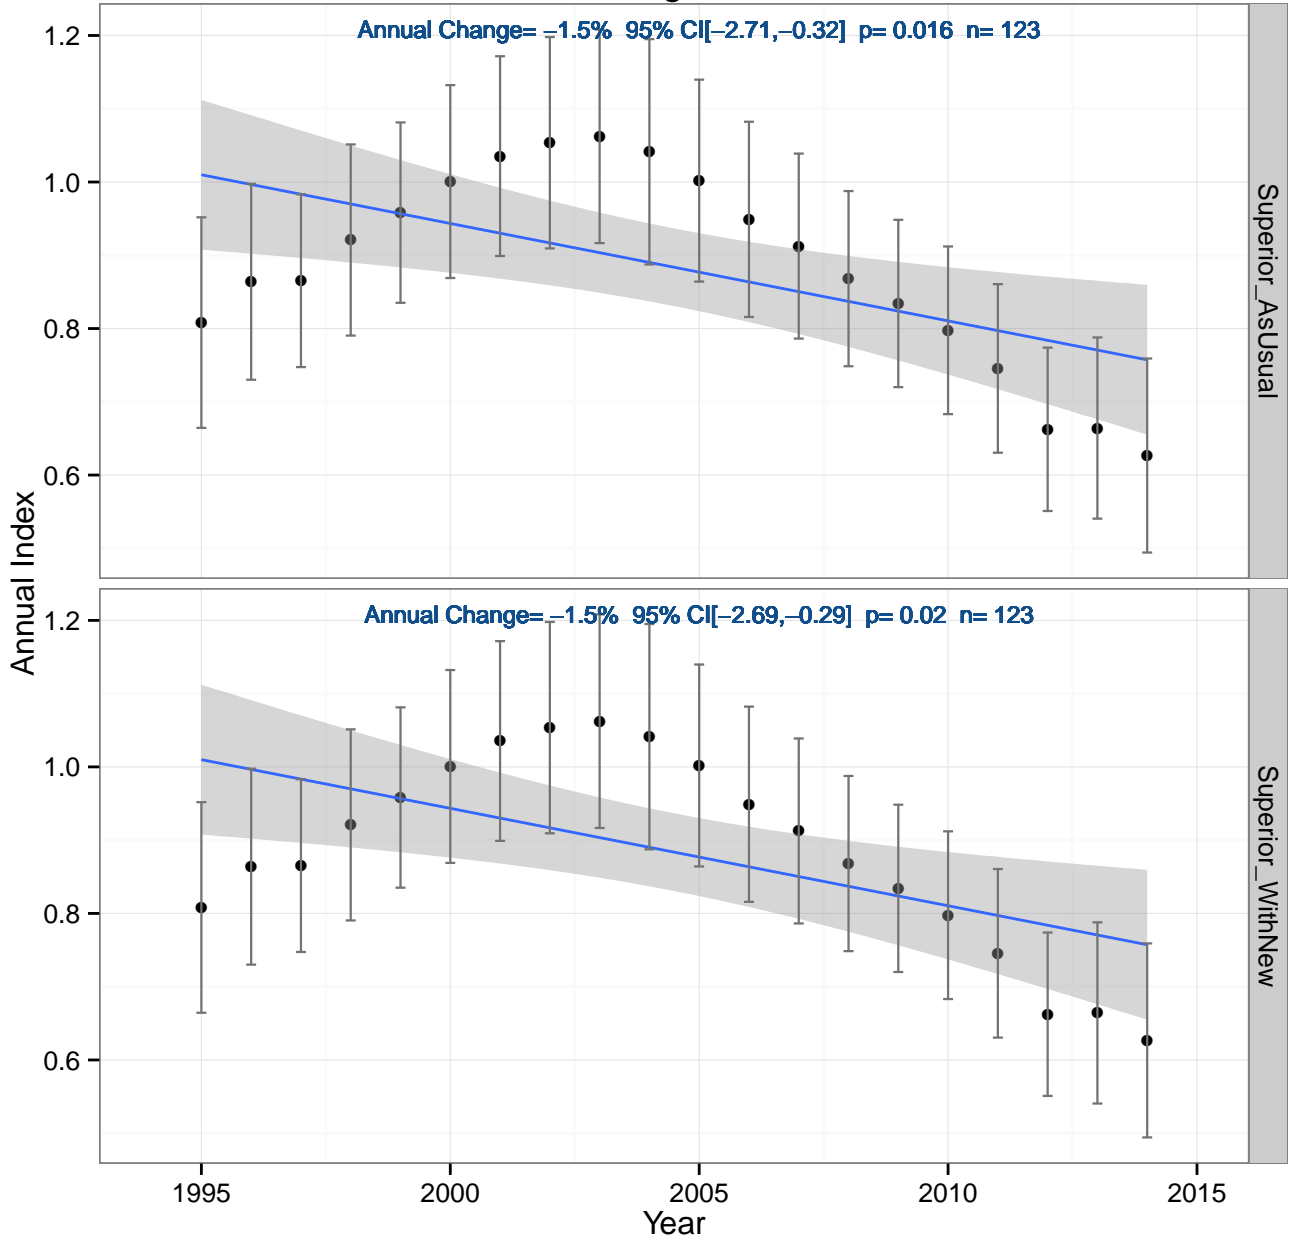 Annual Change= −1.5%  95% CI[−2.71,−0.32]  p= 0.016  n= 123
1.2
1.0
0.8
0.6
Superior_AsUsual
Annual Index
Annual Change= −1.5%  95% CI[−2.69,−0.29]  p= 0.02  n= 123
1.2
1.0
0.8
0.6
Superior_WithNew
1995 2000 2005 2010 2015
Year